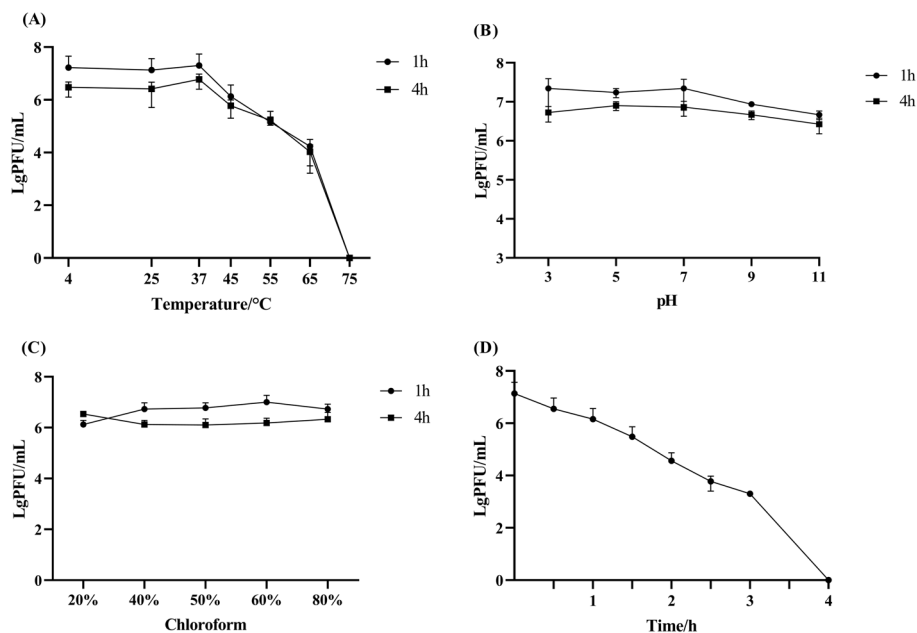 (A)
8
6
4
2
0
LgPFU/mL
4 25 37 45 55 65 75
Temperature/°C
1h
4h
(B)
8
7
6
5
4
3
LgPFU/mL
3 5 7 9 11
pH
1h
4h
(C)
8
6
4
2
0
LgPFU/mL
20% 40% 50% 60% 80%
Chloroform
1h
4h
(D)
8
6
4
2
0
LgPFU/mL
1 2 3 4
Time/h